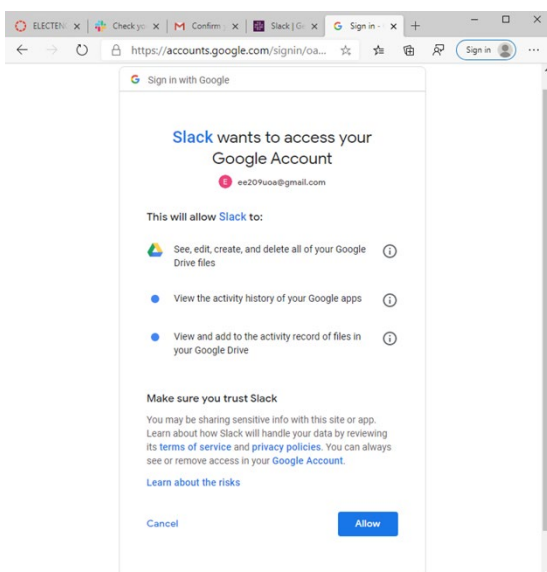 ELECTEN
Check yo
Confirm
Slack | G
Sign in -
https://accounts.google.com/signin/oa...
Sign in
Sign in with Google
Slack wants to access your
Google Account
E ee209uoa@gmail.com
This will allow Slack to:
See, edit, create, and delete all of your Google
Drive files
View the activity history of your Google apps
View and add to the activity record of files in
your Google Drive
Make sure you trust Slack
You may be sharing sensitive info with this site or app.
Learn about how Slack will handle your data by reviewing
its terms of service and privacy policies. You can always
see or remove access in your Google Account.
Learn about the risks
Cancel
Allow